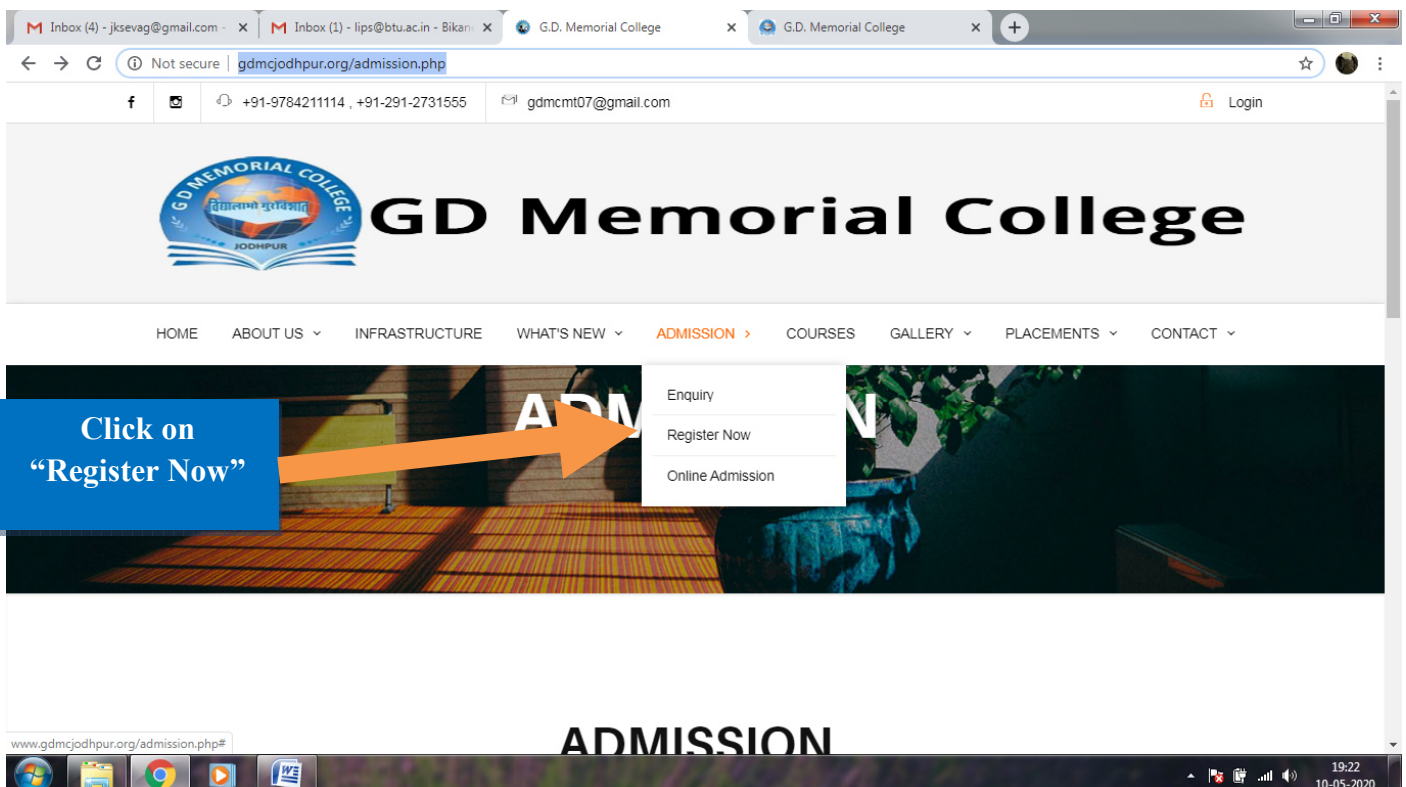 Inbox (4) - jksevag@gmail.com -
Inbox (1) - lips@btu.ac.in - Bikan
G.D. Memorial College
G.D. Memorial College
Not secure | gdmcjodhpur.org/admission.php
+91-9784211114 , +91-291-2731555
gdmcmt07@gmail.com
Login
G D MEMORIAL COLLEGE
JODHPUR
GD Memorial College
HOME ABOUT US INFRASTRUCTURE WHAT'S NEW ADMISSION COURSES GALLERY PLACEMENTS CONTACT
Enquiry
Register Now
Online Admission
Click on
“Register Now”
ADMISSION
www.gdmcjodhpur.org/admission.php#
19:22
10-05-2020